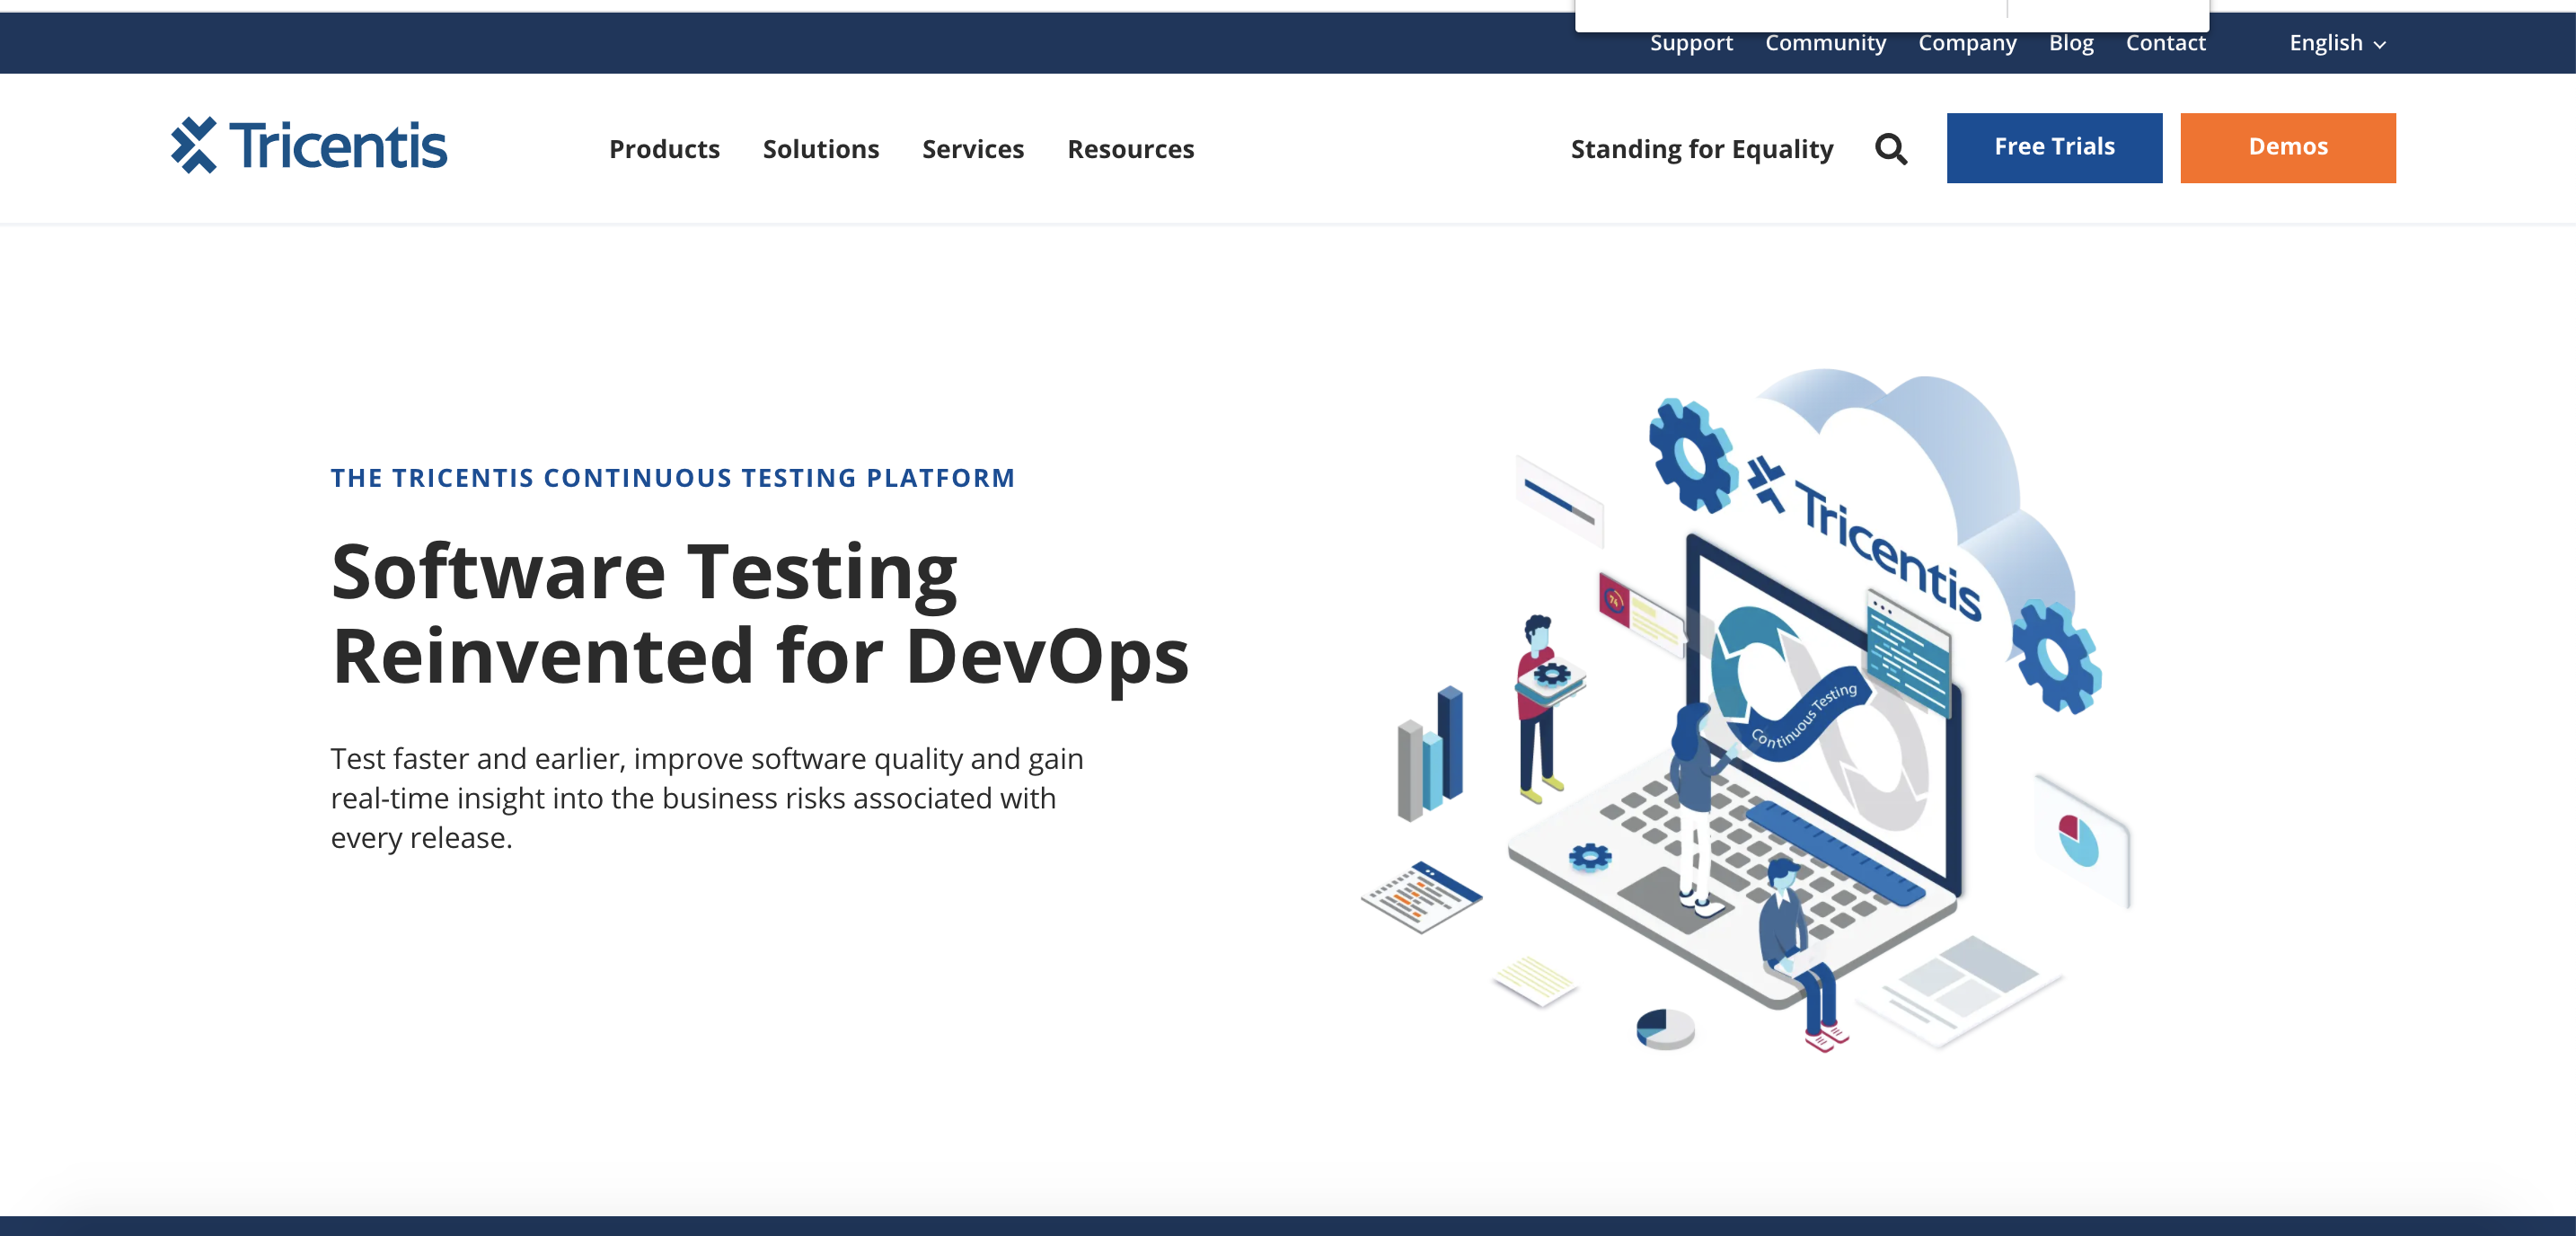 Support Community Company Blog Contact English
Tricentis Products Solutions Services Resources Standing for Equality Free Trials Demos
THE TRICENTIS CONTINUOUS TESTING PLATFORM
Software Testing
Reinvented for DevOps
Test faster and earlier, improve software quality and gain
real-time insight into the business risks associated with
every release.
Tricentis
74
Continuous Testing